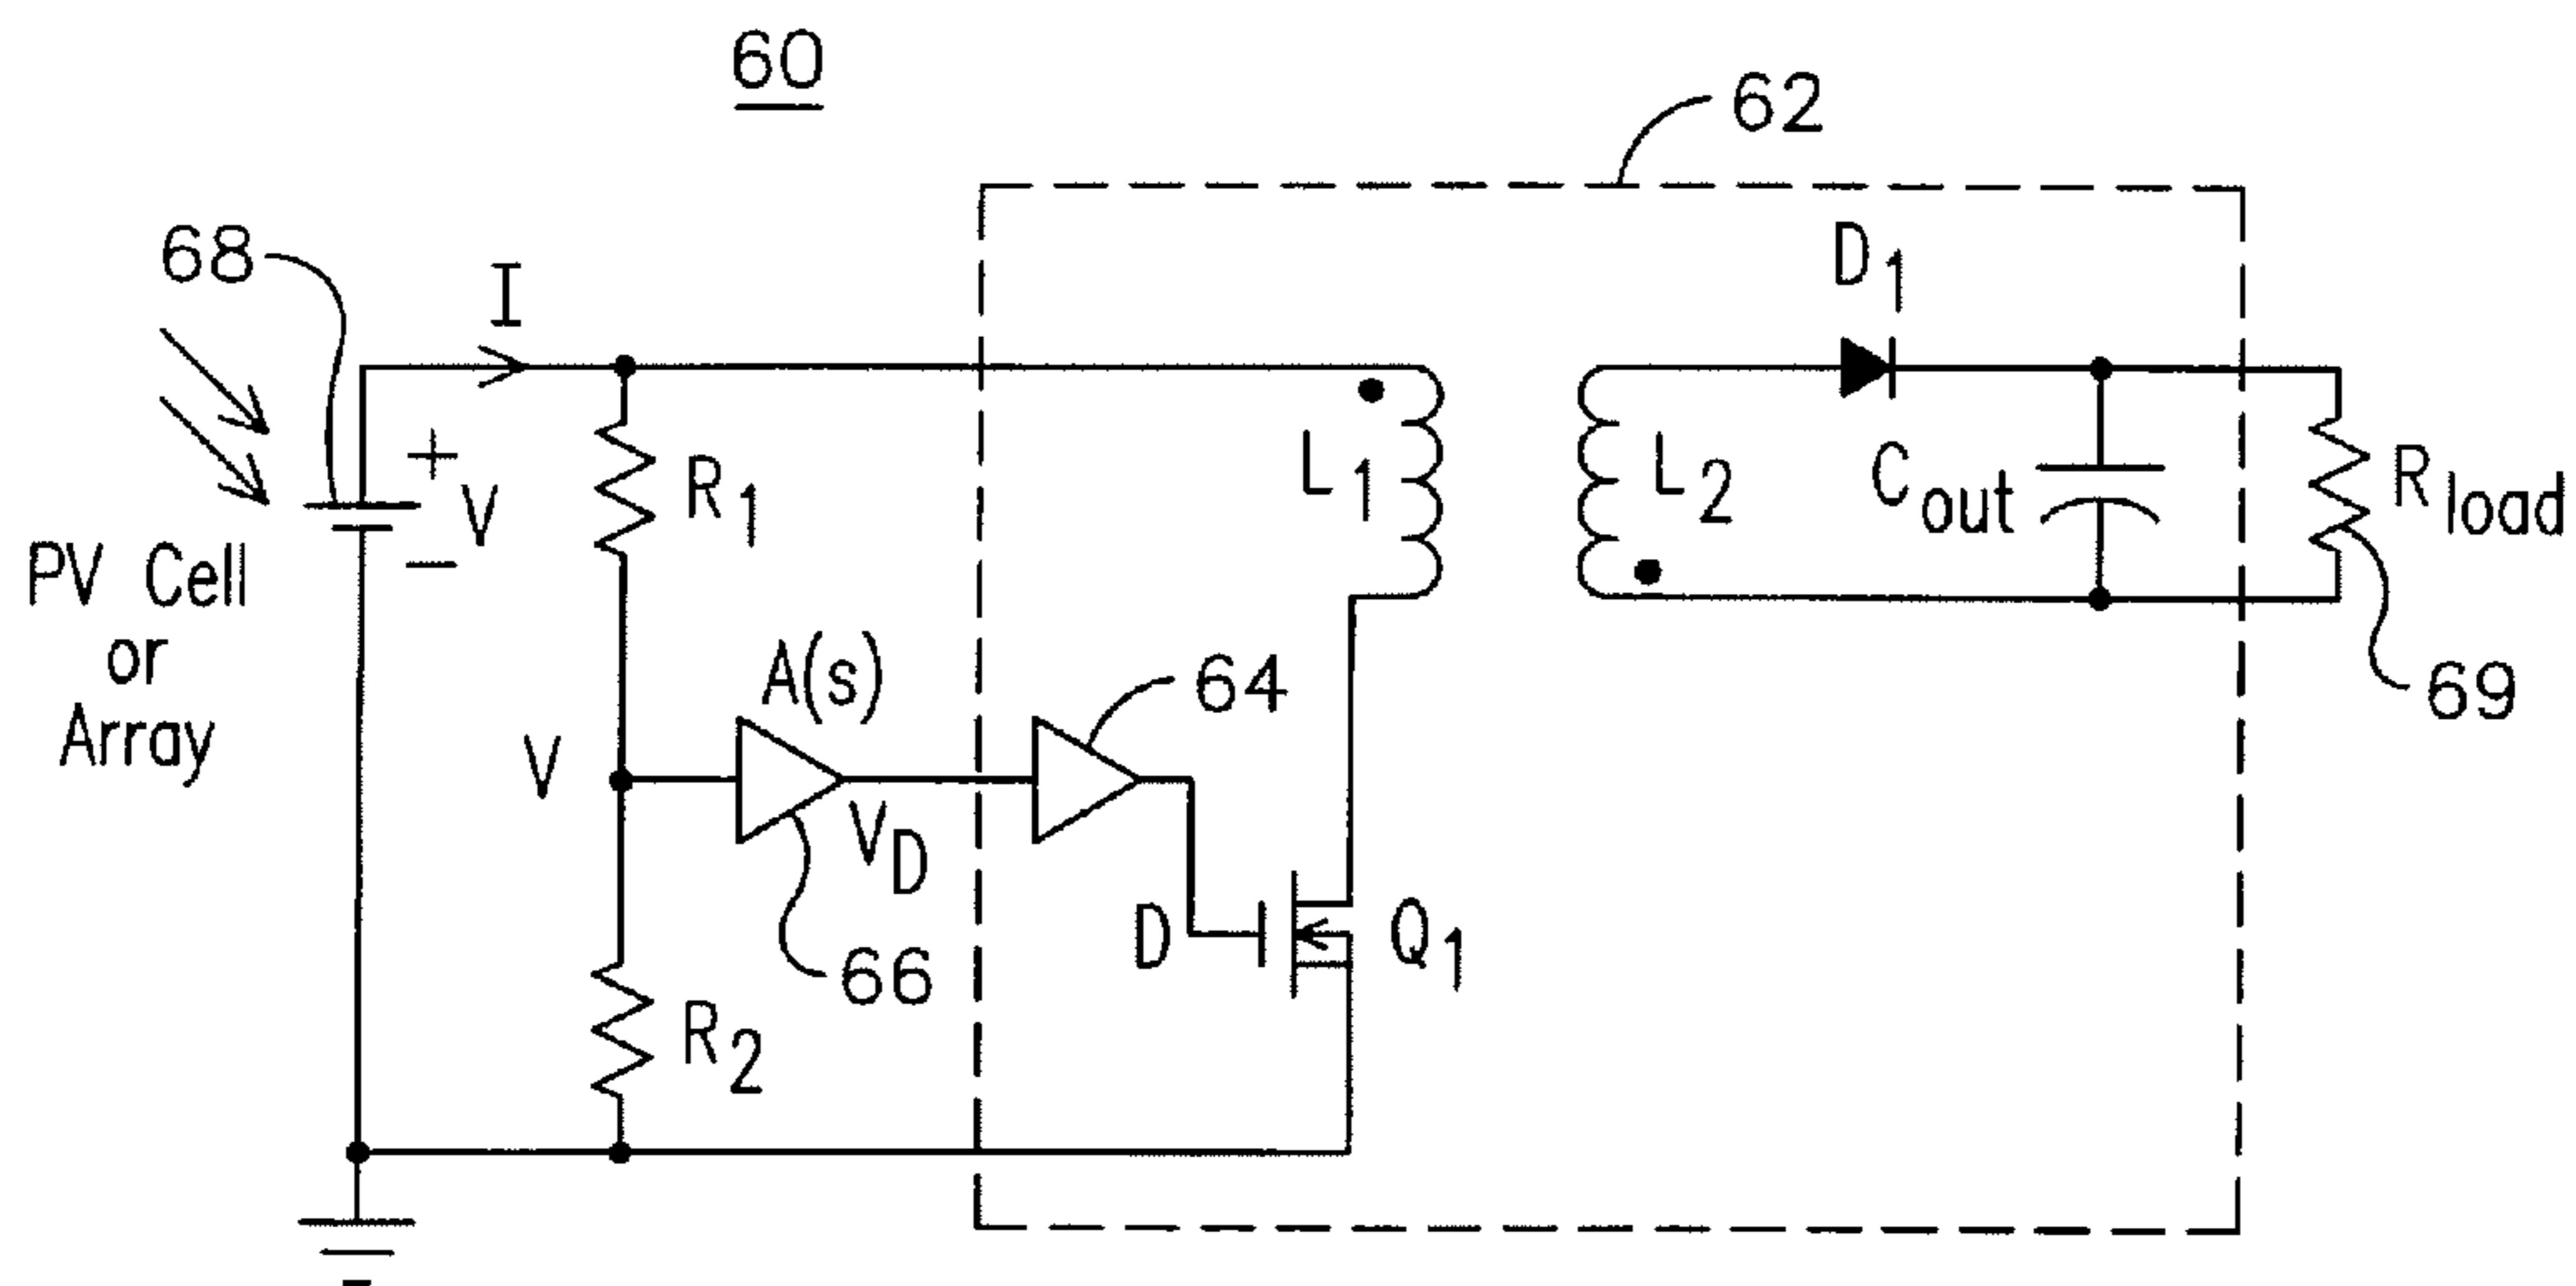 60
62
68
I
D1
+
V
−
R1
L1
L2
Cout
Rload
PV Cell
or
Array
A(s)
64
69
V
VD
D
Q1
66
R2